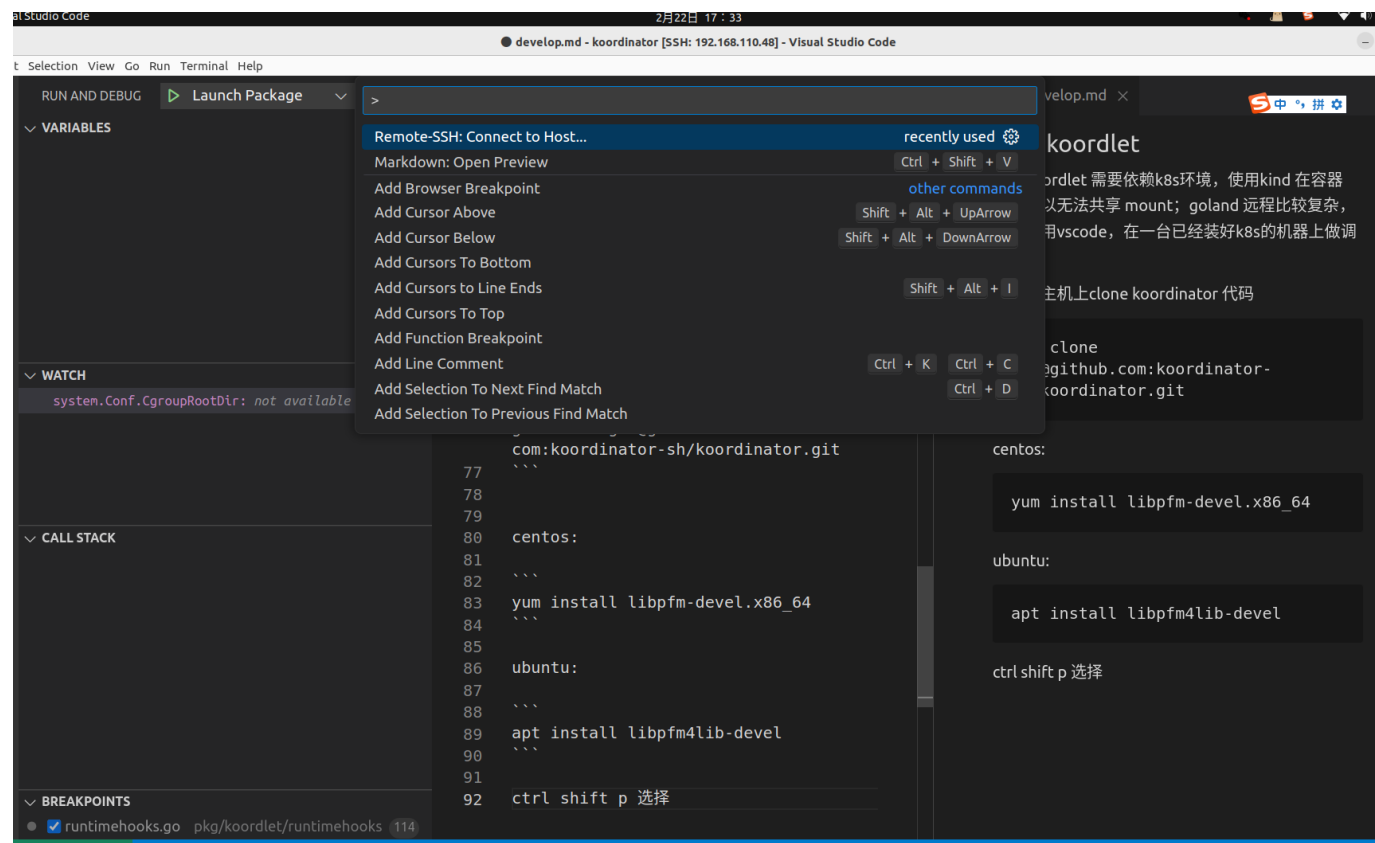 al Studio Code
2月22日 17：33
develop.md - koordinator [SSH: 192.168.110.48] - Visual Studio Code
t Selection View Go Run Terminal Help
RUN AND DEBUG
Launch Package
>
velop.md
中 °, 拼
VARIABLES
Remote-SSH: Connect to Host...
recently used
Markdown: Open Preview
Ctrl + Shift + V
Add Browser Breakpoint
other commands
Add Cursor Above
Shift + Alt + UpArrow
Add Cursor Below
Shift + Alt + DownArrow
Add Cursors To Bottom
Add Cursors to Line Ends
Shift + Alt + I
Add Cursors To Top
Add Function Breakpoint
Add Line Comment
Ctrl + K Ctrl + C
Add Selection To Next Find Match
Ctrl + D
Add Selection To Previous Find Match
WATCH
system.Conf.CgroupRootDir: not available
CALL STACK
BREAKPOINTS
runtimehooks.go pkg/koordlet/runtimehooks 114
com:koordinator-sh/koordinator.git
77 ```
78
79
80 centos:
81
82 ```
83 yum install libpfm-devel.x86_64
84 ```
85
86 ubuntu:
87
88 ```
89 apt install libpfm4lib-devel
90 ```
91
92 ctrl shift p 选择
koordlet
ordlet 需要依赖k8s环境，使用kind 在容器
以无法共享 mount；goland 远程比较复杂，
用vscode，在一台已经装好k8s的机器上做调
主机上clone koordinator 代码
clone
@github.com:koordinator-
koordinator.git
centos:
yum install libpfm-devel.x86_64
ubuntu:
apt install libpfm4lib-devel
ctrl shift p 选择